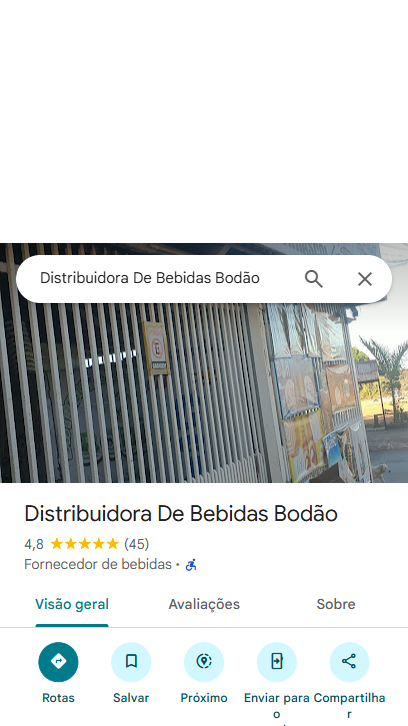 Distribuidora De Bebidas Bodão
Distribuidora De Bebidas Bodão
4,8 ★★★★★ (45)
Fornecedor de bebidas ·
Visão geral Avaliações Sobre
Rotas Salvar Próximo Enviar para o Compartilhar
E